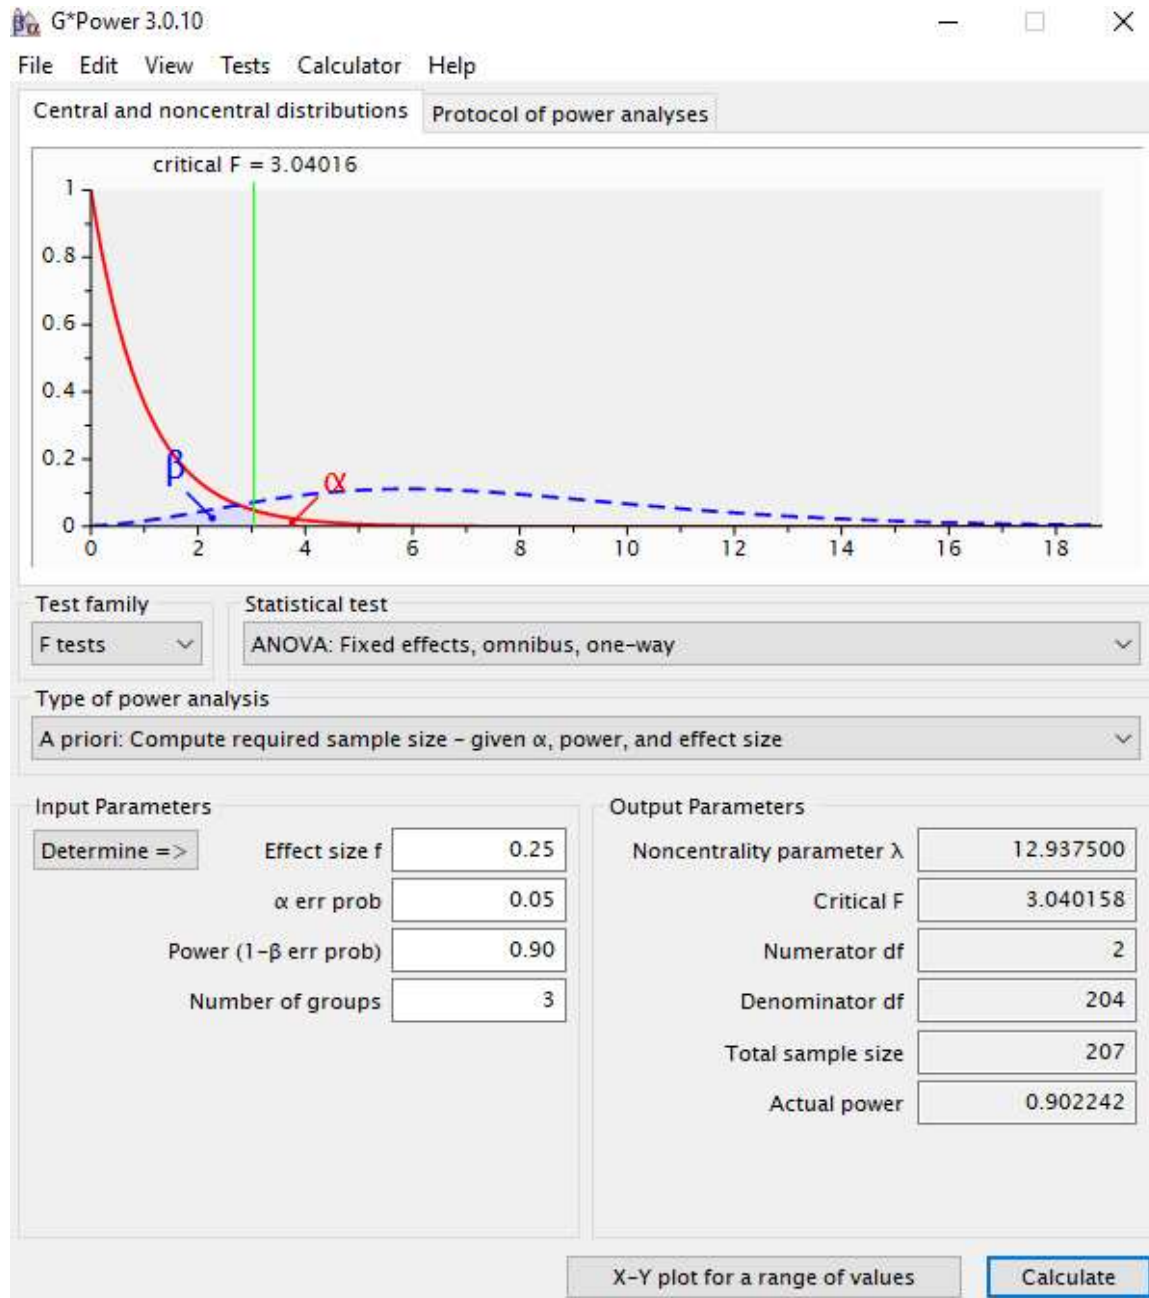 G*Power 3.0.10
File Edit View Tests Calculator Help
Central and noncentral distributions Protocol of power analyses
critical F = 3.04016
1
0.8
0.6
0.4
0.2
0
β
α
0 2 4 6 8 10 12 14 16 18
Test family Statistical test
F tests ANOVA: Fixed effects, omnibus, one-way
Type of power analysis
A priori: Compute required sample size - given α, power, and effect size
Input Parameters
Determine => Effect size f 0.25
α err prob 0.05
Power (1-β err prob) 0.90
Number of groups 3
Output Parameters
Noncentrality parameter λ 12.937500
Critical F 3.040158
Numerator df 2
Denominator df 204
Total sample size 207
Actual power 0.902242
X-Y plot for a range of values Calculate